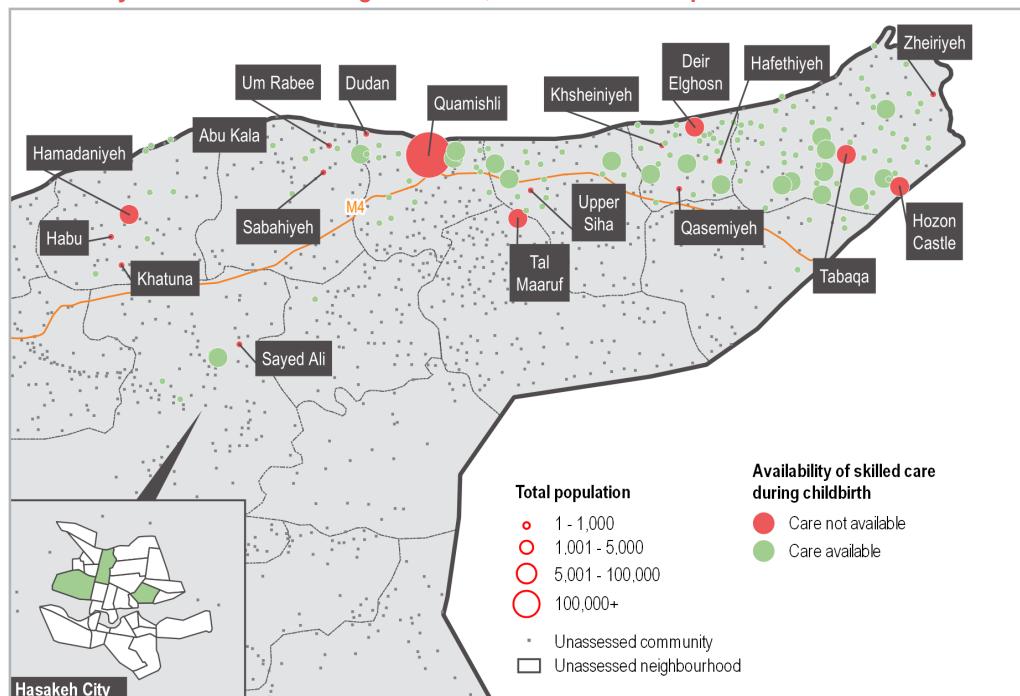 Zheiriyeh
Deir
Elghosn
Hafethiyeh
Um Rabee
Dudan
Quamishli
Khsheiniyeh
Abu Kala
Hamadaniyeh
M4
Habu
Sabahiyeh
Upper
Siha
Qasemiyeh
Hozon
Castle
Khatuna
Tal
Maaruf
Tabaqa
Sayed Ali
Total population
1 - 1,000
1,001 - 5,000
5,001 - 100,000
100,000+
Unassessed community
Unassessed neighbourhood
Availability of skilled care
during childbirth
Care not available
Care available
Hasakeh City